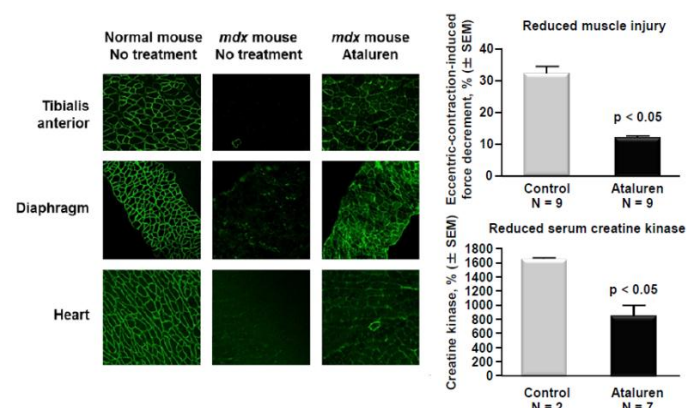 Normal mouse
No treatment
mdx mouse
No treatment
mdx mouse
Ataluren
Tibialis
anterior
Diaphragm
Heart
Reduced muscle injury
Eccentric-contraction-induced
force decrement, % (± SEM)
40
30
20
10
0
p < 0.05
Control
N = 9
Ataluren
N = 9
Reduced serum creatine kinase
Creatine kinase, % (± SEM)
1800
1600
1400
1200
1000
800
600
400
200
0
p < 0.05
Control
N = 2
Ataluren
N = 7